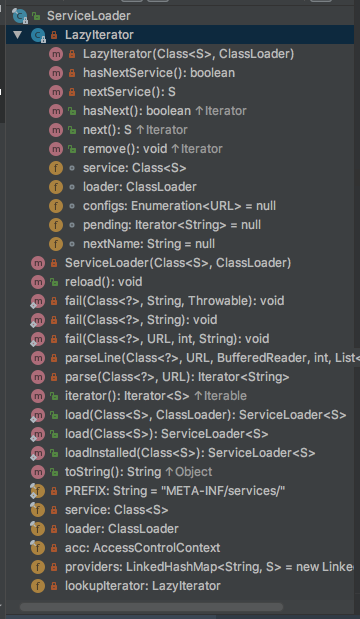 ServiceLoader
LazyIterator
LazyIterator(Class<S>, ClassLoader)
hasNextService(): boolean
nextService(): S
hasNext(): boolean ↑Iterator
next(): S ↑Iterator
remove(): void ↑Iterator
service: Class<S>
loader: ClassLoader
configs: Enumeration<URL> = null
pending: Iterator<String> = null
nextName: String = null
ServiceLoader(Class<S>, ClassLoader)
reload(): void
fail(Class<?>, String, Throwable): void
fail(Class<?>, String): void
fail(Class<?>, URL, int, String): void
parseLine(Class<?>, URL, BufferedReader, int, List<
parse(Class<?>, URL): Iterator<String>
iterator(): Iterator<S> ↑Iterable
load(Class<S>, ClassLoader): ServiceLoader<S>
load(Class<S>): ServiceLoader<S>
loadInstalled(Class<S>): ServiceLoader<S>
toString(): String ↑Object
PREFIX: String = "META-INF/services/"
service: Class<S>
loader: ClassLoader
acc: AccessControlContext
providers: LinkedHashMap<String, S> = new Linke
lookupIterator: LazyIterator